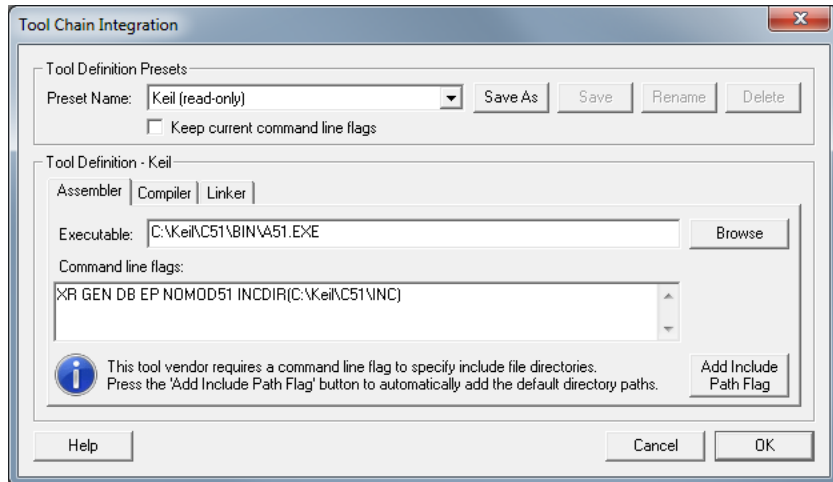 Tool Chain Integration
Tool Definition Presets
Preset Name: Keil (read-only) Save As Save Rename Delete
Keep current command line flags
Tool Definition - Keil
Assembler Compiler Linker
Executable: C:\Keil\C51\BIN\A51.EXE Browse
Command line flags:
XR GEN DB EP NOMOD51 INCDIR(C:\Keil\C51\INC)
This tool vendor requires a command line flag to specify include file directories.
Press the 'Add Include Path Flag' button to automatically add the default directory paths.
Add Include
Path Flag
Help Cancel OK